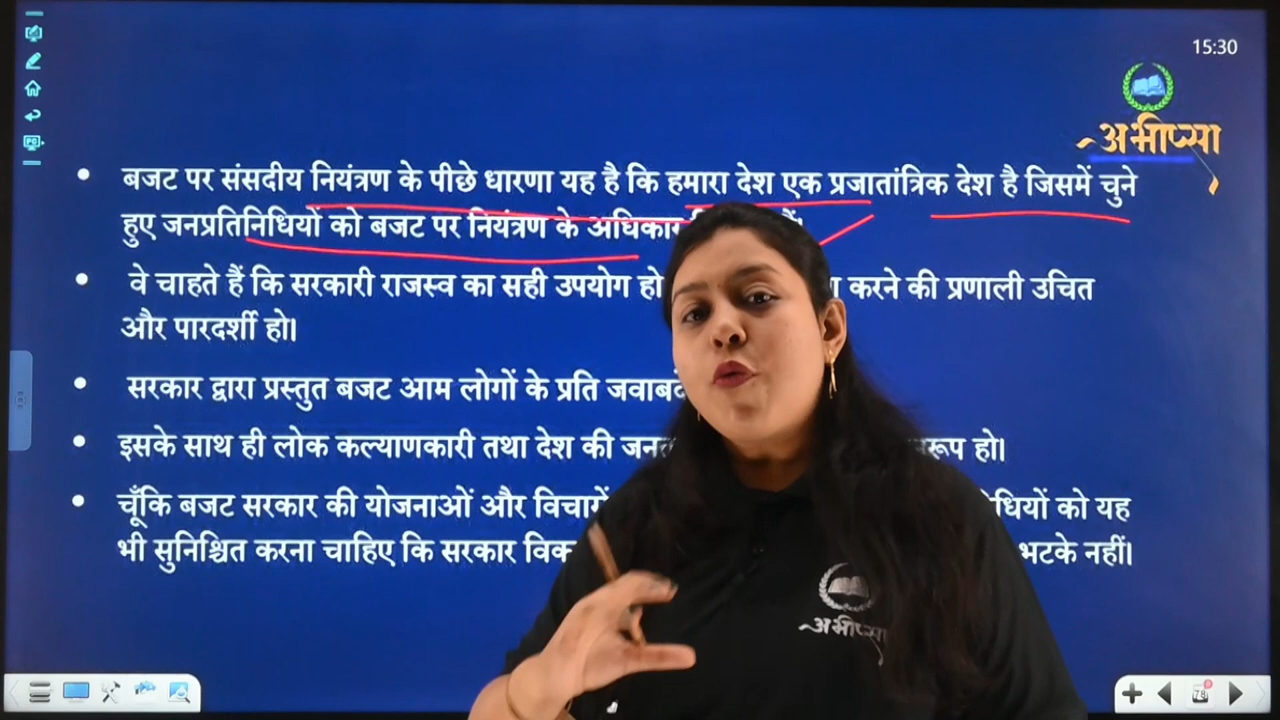 15:30
अभीप्सा
• बजट पर संसदीय नियंत्रण के पीछे धारणा यह है कि हमारा देश एक प्रजातांत्रिक देश है जिसमें चुने
हुए जनप्रतिनिधियों को बजट पर नियंत्रण के अधिकार
• वे चाहते हैं कि सरकारी राजस्व का सही उपयोग हो करने की प्रणाली उचित
और पारदर्शी हो।
• सरकार द्वारा प्रस्तुत बजट आम लोगों के प्रति
• इसके साथ ही लोक कल्याणकारी तथा देश की हो।
• चूँकि बजट सरकार की योजनाओं और को यह
भी सुनिश्चित करना चाहिए कि सरकार भटके नहीं।
अभीप्सा